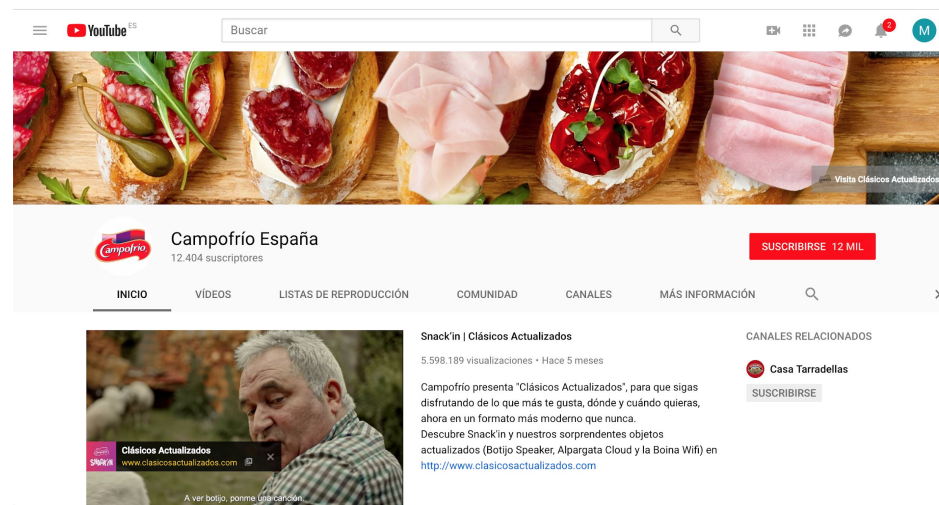 YouTube ES
Buscar
2
M
Visita Clásicos Actualizados
Campofrío
Campofrío España
12.404 suscriptores
SUSCRIBIRSE 12 MIL
INICIO
VÍDEOS
LISTAS DE REPRODUCCIÓN
COMUNIDAD
CANALES
MÁS INFORMACIÓN
Snack'in | Clásicos Actualizados
5.598.189 visualizaciones • Hace 5 meses
Campofrío presenta "Clásicos Actualizados", para que sigas
disfrutando de lo que más te gusta, dónde y cuándo quieras,
ahora en un formato más moderno que nunca.
Descubre Snack'in y nuestros sorprendentes objetos
actualizados (Botijo Speaker, Alpargata Cloud y la Boina Wifi) en
http://www.clasicosactualizados.com
Clásicos Actualizados
www.clasicosactualizados.com
SNACK'IN
A ver botijo, ponme una canción.
CANALES RELACIONADOS
Casa Tarradellas
SUSCRIBIRSE